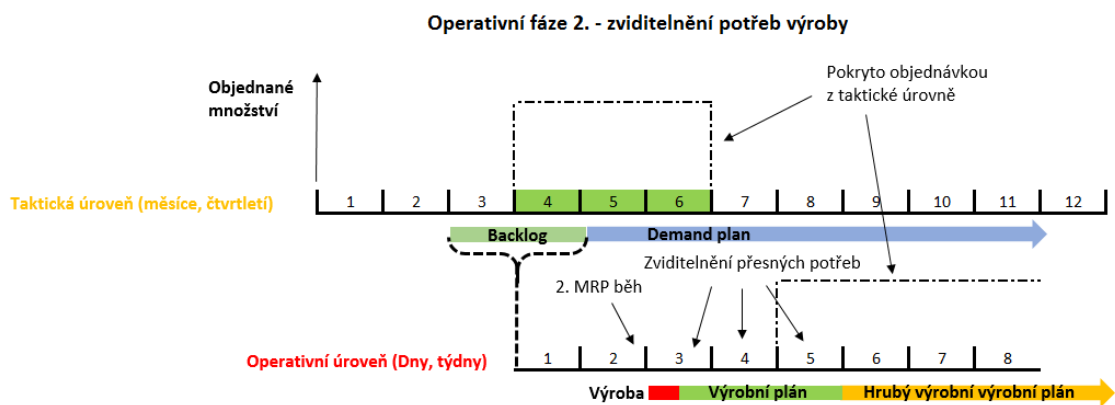 Operativní fáze 2. - zviditelnění potřeb výroby
Objednané
množství
Pokryto objednávkou
z taktické úrovně
Taktická úroveň (měsíce, čtvrtletí)
1 2 3 4 5 6 7 8 9 10 11 12
Backlog
Demand plan
Zviditelnění přesných potřeb
2. MRP běh
Operativní úroveň (Dny, týdny)
1 2 3 4 5 6 7 8
Výroba
Výrobní plán
Hrubý výrobní výrobní plán